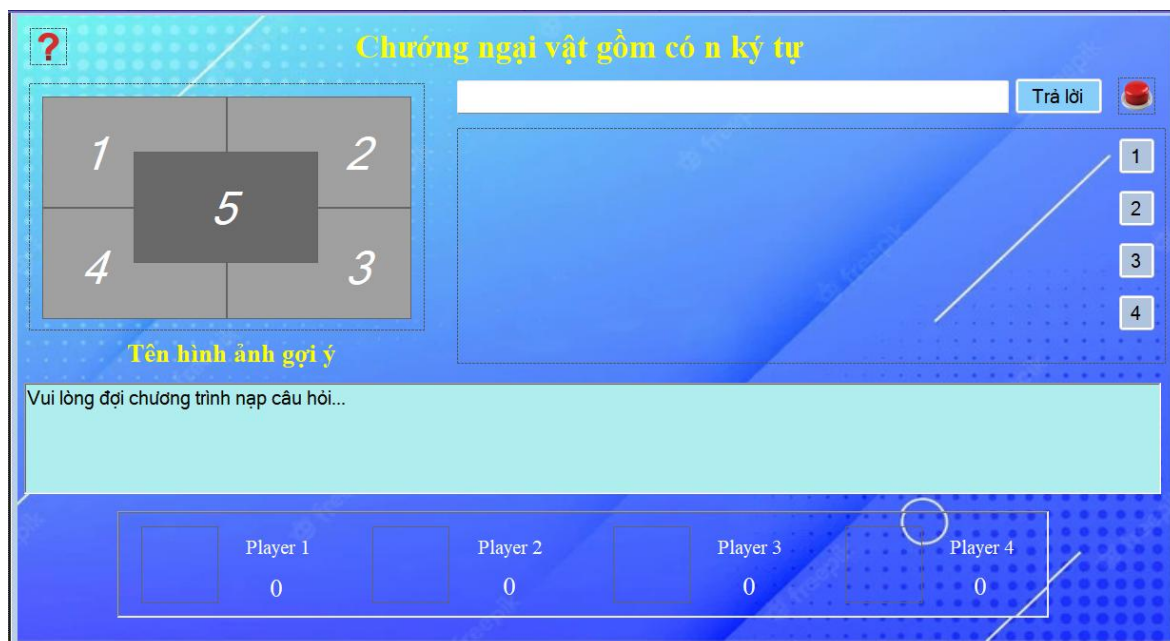 ?
Chướng ngại vật gồm có n ký tự
Trả lời
1
2
5
4
3
1
2
3
4
Tên hình ảnh gợi ý
Vui lòng đợi chương trình nạp câu hỏi...
Player 1
0
Player 2
0
Player 3
0
Player 4
0